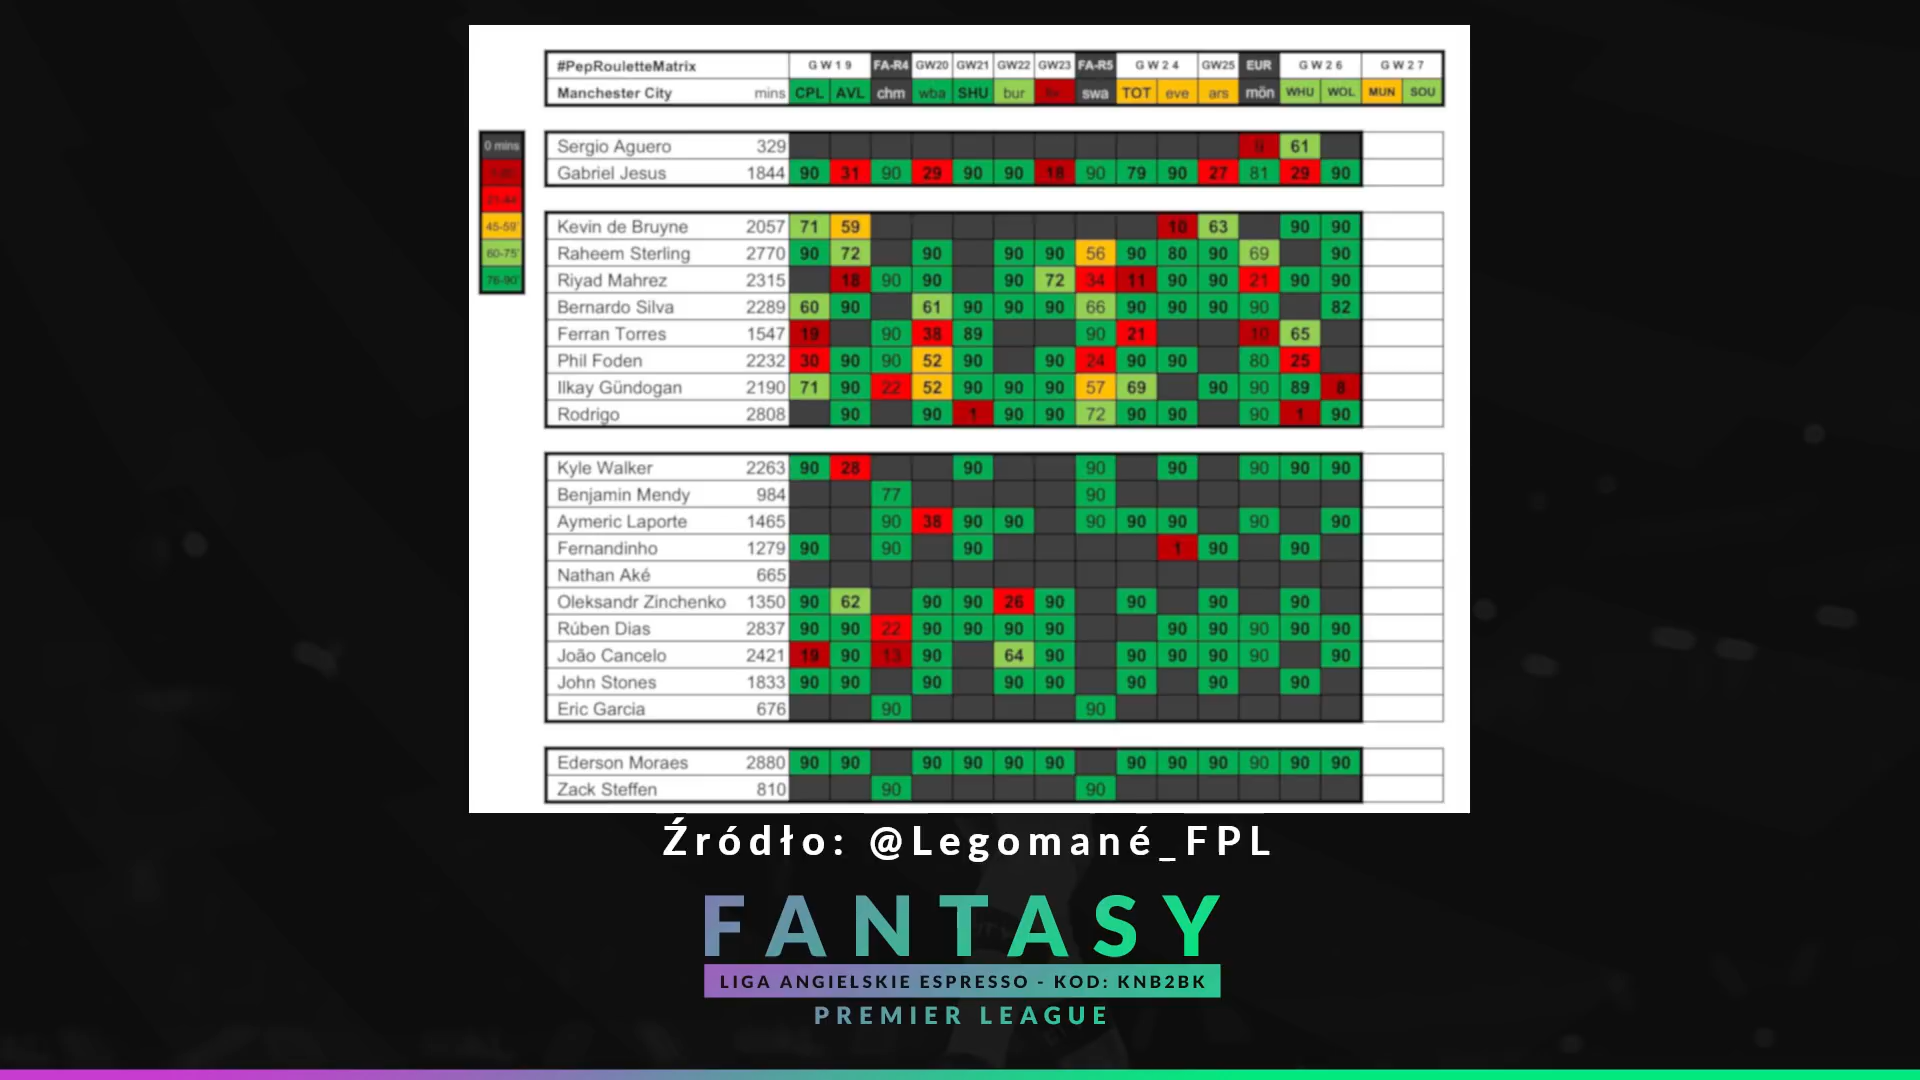 #PepRouletteMatrix GW19 FA-R4 GW20 GW21 GW22 GW23 FA-R5 GW24 GW25 EUR GW26 GW27
Manchester City mins CPL AVL chm wba SHU bur swa TOT eve ars mön WHU WOL MUN SOU
0 mins
45-59'
60-75'
76-90'
Sergio Aguero 329 61
Gabriel Jesus 1844 90 31 90 29 90 90 18 90 79 90 27 81 29 90
Kevin de Bruyne 2057 71 59 10 63 90 90
Raheem Sterling 2770 90 72 90 90 90 56 90 80 90 69 90
Riyad Mahrez 2315 18 90 90 90 72 34 11 90 90 21 90 90
Bernardo Silva 2289 60 90 61 90 90 90 66 90 90 90 90 82
Ferran Torres 1547 19 90 38 89 90 21 10 65
Phil Foden 2232 30 90 90 52 90 90 24 90 90 80 25
Ilkay Gündogan 2190 71 90 22 52 90 90 90 57 69 90 90 89 8
Rodrigo 2808 90 90 1 90 90 72 90 90 90 1 90
Kyle Walker 2263 90 28 90 90 90 90 90 90
Benjamin Mendy 984 77 90
Aymeric Laporte 1465 90 38 90 90 90 90 90 90 90
Fernandinho 1279 90 90 90 1 90 90
Nathan Aké 665
Oleksandr Zinchenko 1350 90 62 90 90 26 90 90 90 90
Rúben Dias 2837 90 90 22 90 90 90 90 90 90 90 90 90
João Cancelo 2421 19 90 13 90 64 90 90 90 90 90 90
John Stones 1833 90 90 90 90 90 90 90 90
Eric Garcia 676 90 90
Ederson Moraes 2880 90 90 90 90 90 90 90 90 90 90 90 90
Zack Steffen 810 90 90
Źródło: @Legomané_FPL
FANTASY
LIGA ANGIELSKIE ESPRESSO - KOD: KNB2BK
PREMIER LEAGUE